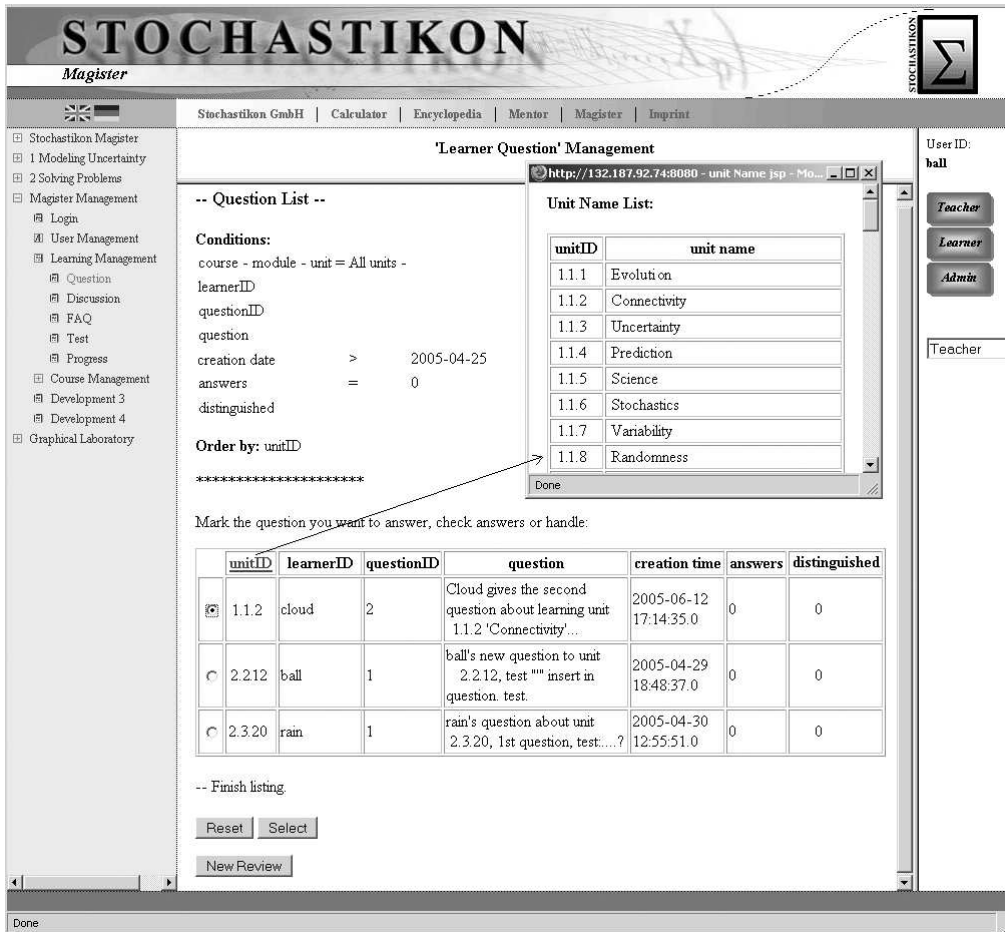 STOCHASTIKON
Magister
STOCHASTIKON
Σ
Stochastikon GmbH | Calculator | Encyclopedia | Mentor | Magister | Imprint
Stochastikon Magister
1 Modeling Uncertainty
2 Solving Problems
Magister Management
Login
User Management
Learning Management
Question
Discussion
FAQ
Test
Progress
Course Management
Development 3
Development 4
Graphical Laboratory
'Learner Question' Management
-- Question List --
Conditions:
course - module - unit = All units -
learnerID
questionID
question
creation date > 2005-04-25
answers = 0
distinguished
Order by: unitID
*********************
Mark the question you want to answer, check answers or handle:
unitID learnerID questionID question creation time answers distinguished
1.1.2 cloud 2 Cloud gives the second question about learning unit 1.1.2 'Connectivity'... 2005-06-12 17:14:35.0 0 0
2.2.12 ball 1 ball's new question to unit 2.2.12, test "'" insert in question. test. 2005-04-29 18:48:37.0 0 0
2.3.20 rain 1 rain's question about unit 2.3.20, 1st question, test:....? 2005-04-30 12:55:51.0 0 0
-- Finish listing.
Reset Select
New Review
http://132.187.92.74:8080 - unit Name jsp - Mo...
Unit Name List:
unitID unit name
1.1.1 Evolution
1.1.2 Connectivity
1.1.3 Uncertainty
1.1.4 Prediction
1.1.5 Science
1.1.6 Stochastics
1.1.7 Variability
1.1.8 Randomness
Done
User ID:
ball
Teacher
Learner
Admin
Teacher
Done